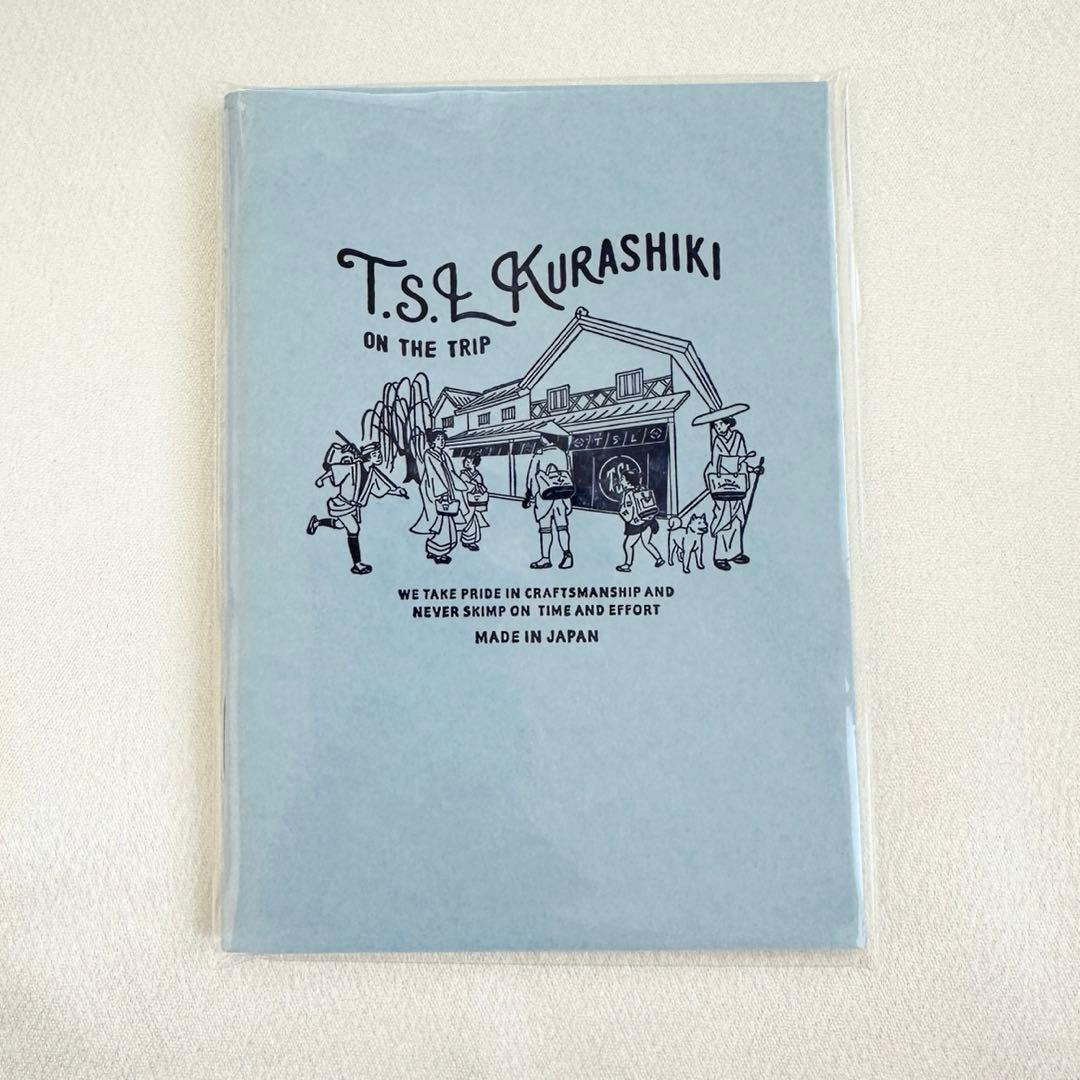 T.S.L KURASHIKI
ON THE TRIP
T/S/L
T.S.L
WE TAKE PRIDE IN CRAFTSMANSHIP AND
NEVER SKIMP ON TIME AND EFFORT
MADE IN JAPAN